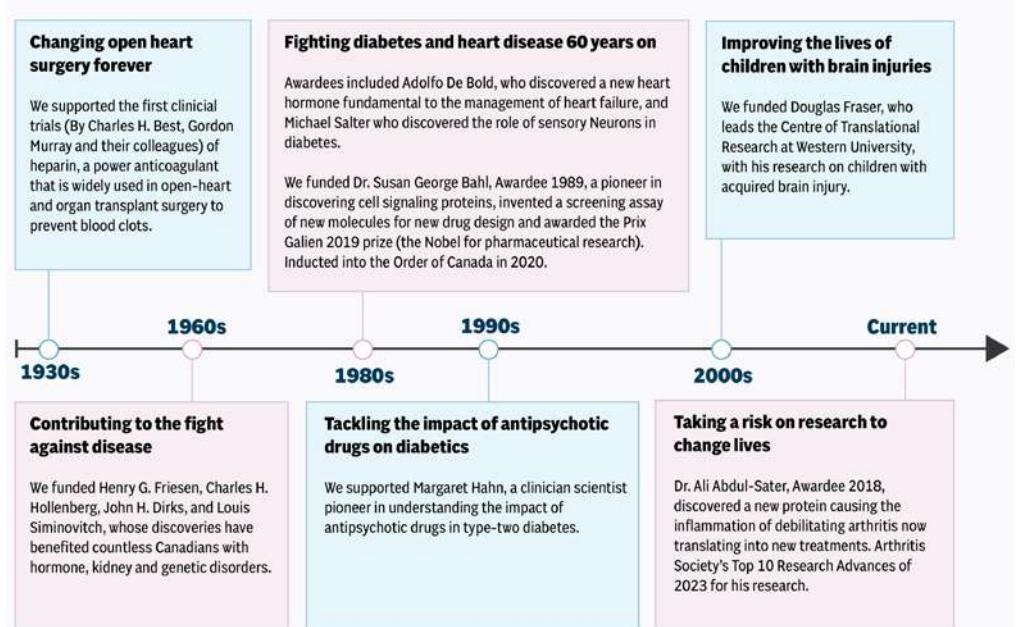 Changing open heart
surgery forever
We supported the first clinicial
trials (By Charles H. Best, Gordon
Murray and their colleagues) of
heparin, a power anticoagulant
that is widely used in open-heart
and organ transplant surgery to
prevent blood clots.
Fighting diabetes and heart disease 60 years on
Awardees included Adolfo De Bold, who discovered a new heart
hormone fundamental to the management of heart failure, and
Michael Salter who discovered the role of sensory Neurons in
diabetes.
We funded Dr. Susan George Bahl, Awardee 1989, a pioneer in
discovering cell signaling proteins, invented a screening assay
of new molecules for new drug design and awarded the Prix
Galien 2019 prize (the Nobel for pharmaceutical research).
Inducted into the Order of Canada in 2020.
Improving the lives of
children with brain injuries
We funded Douglas Fraser, who
leads the Centre of Translational
Research at Western University,
with his research on children with
acquired brain injury.
1930s
1960s
1980s
1990s
2000s
Current
Contributing to the fight
against disease
We funded Henry G. Friesen, Charles H.
Hollenberg, John H. Dirks, and Louis
Siminovitch, whose discoveries have
benefited countless Canadians with
hormone, kidney and genetic disorders.
Tackling the impact of antipsychotic
drugs on diabetics
We supported Margaret Hahn, a clinician scientist
pioneer in understanding the impact of
antipsychotic drugs in type-two diabetes.
Taking a risk on research to
change lives
Dr. Ali Abdul-Sater, Awardee 2018,
discovered a new protein causing the
inflammation of debilitating arthritis now
translating into new treatments. Arthritis
Society's Top 10 Research Advances of
2023 for his research.